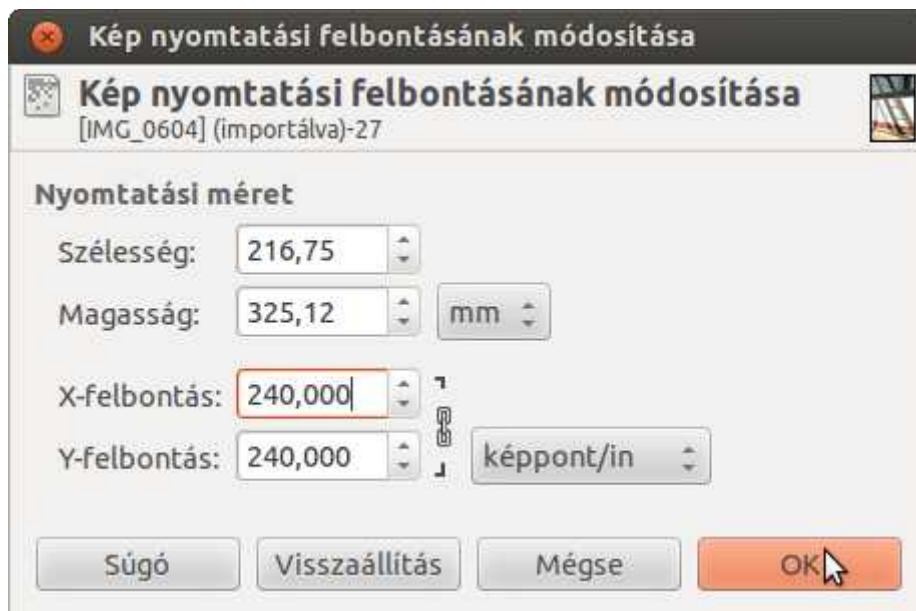 Kép nyomtatási felbontásának módosítása
Kép nyomtatási felbontásának módosítása
[IMG_0604] (importálva)-27
Nyomtatási méret
Szélesség: 216,75
Magasság: 325,12 mm
X-felbontás: 240,000
Y-felbontás: 240,000 képpont/in
Súgó Visszaállítás Mégse OK